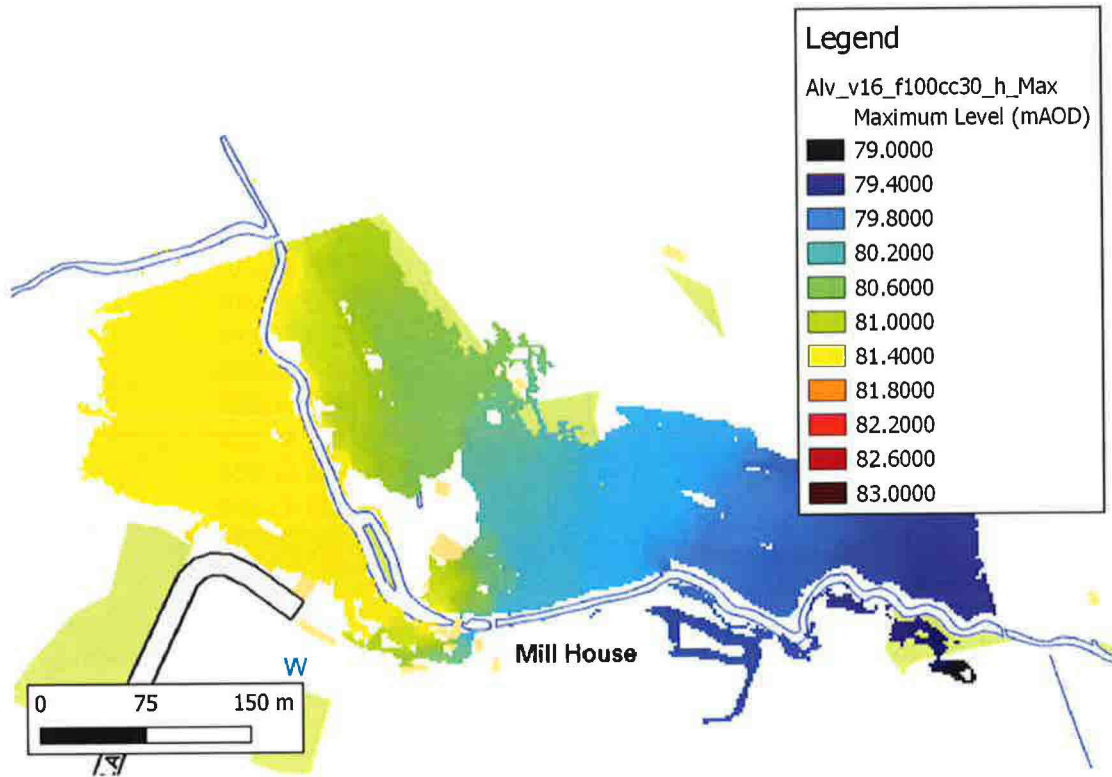 Legend
Alv_v16_f100cc30_h_Max
Maximum Level (mAOD)
79.0000
79.4000
79.8000
80.2000
80.6000
81.0000
81.4000
81.8000
82.2000
82.6000
83.0000
Mill House
W
0 75 150 m
A